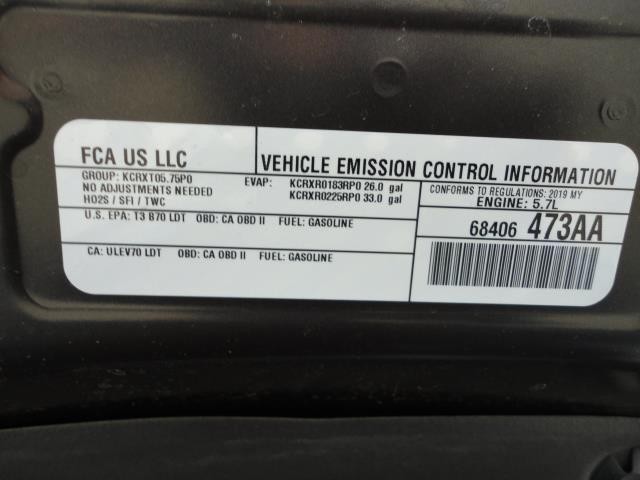 FCA US LLC
VEHICLE EMISSION CONTROL INFORMATION
GROUP: KCRXT05.75P0
NO ADJUSTMENTS NEEDED
HO2S / SFI / TWC
EVAP: KCRXR0183RP0 26.0 gal
KCRXR0225RP0 33.0 gal
CONFORMS TO REGULATIONS: 2019 MY
ENGINE: 5.7L
U.S. EPA: T3 B70 LDT OBD: CA OBD II FUEL: GASOLINE
CA: ULEV70 LDT OBD: CA OBD II FUEL: GASOLINE
68406 473AA